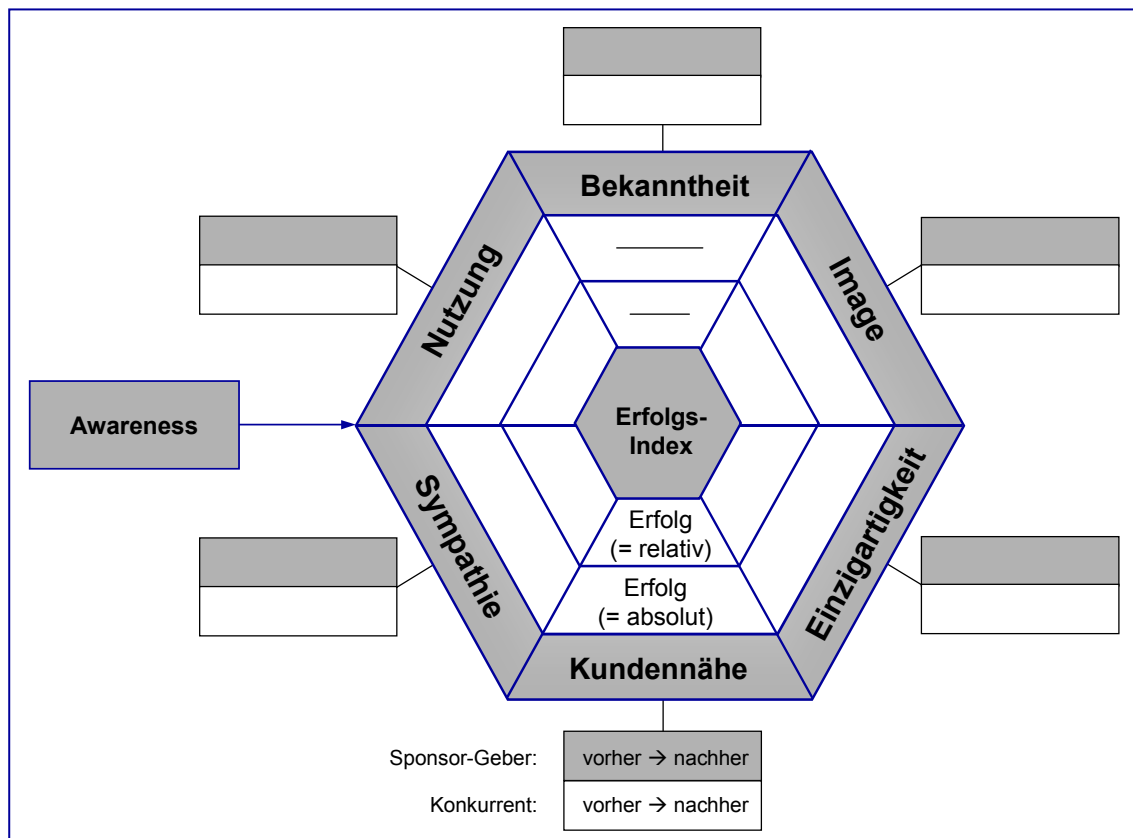 Bekanntheit
Nutzung
Image
Awareness
Erfolgs-
Index
Sympathie
Einzigartigkeit
Erfolg
(= relativ)
Erfolg
(= absolut)
Kundennähe
Sponsor-Geber: vorher → nachher
Konkurrent: vorher → nachher